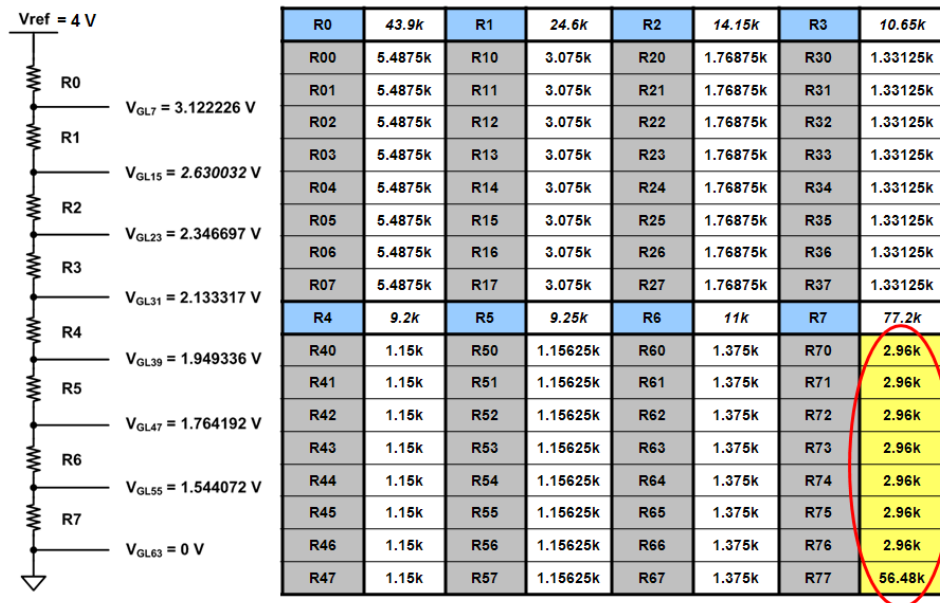 Vref = 4 V
R0
V_GL7 = 3.122226 V
R1
V_GL15 = 2.630032 V
R2
V_GL23 = 2.346697 V
R3
V_GL31 = 2.133317 V
R4
V_GL39 = 1.949336 V
R5
V_GL47 = 1.764192 V
R6
V_GL55 = 1.544072 V
R7
V_GL63 = 0 V
R0 43.9k R1 24.6k R2 14.15k R3 10.65k
R00 5.4875k R10 3.075k R20 1.76875k R30 1.33125k
R01 5.4875k R11 3.075k R21 1.76875k R31 1.33125k
R02 5.4875k R12 3.075k R22 1.76875k R32 1.33125k
R03 5.4875k R13 3.075k R23 1.76875k R33 1.33125k
R04 5.4875k R14 3.075k R24 1.76875k R34 1.33125k
R05 5.4875k R15 3.075k R25 1.76875k R35 1.33125k
R06 5.4875k R16 3.075k R26 1.76875k R36 1.33125k
R07 5.4875k R17 3.075k R27 1.76875k R37 1.33125k
R4 9.2k R5 9.25k R6 11k R7 77.2k
R40 1.15k R50 1.15625k R60 1.375k R70 2.96k
R41 1.15k R51 1.15625k R61 1.375k R71 2.96k
R42 1.15k R52 1.15625k R62 1.375k R72 2.96k
R43 1.15k R53 1.15625k R63 1.375k R73 2.96k
R44 1.15k R54 1.15625k R64 1.375k R74 2.96k
R45 1.15k R55 1.15625k R65 1.375k R75 2.96k
R46 1.15k R56 1.15625k R66 1.375k R76 2.96k
R47 1.15k R57 1.15625k R67 1.375k R77 56.48k